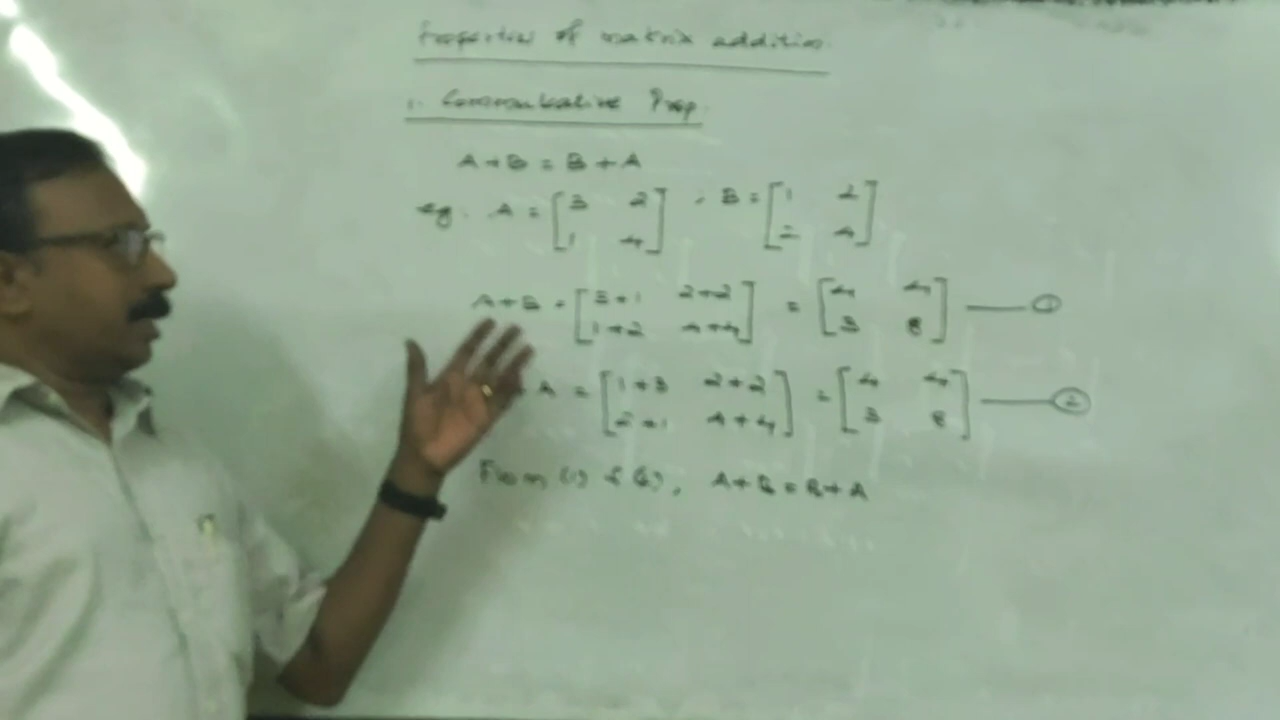 Properties of matrix addition.
1. Commutative Prop.
A + B = B + A
eg. A = [3 2
1 4] , B = [1 2
2 4]
A + B = [3+1 2+2
1+2 4+4] = [4 4
3 8] —— ①
A = [1+3 2+2
2+1 4+4] = [4 4
3 8] —— ②
From (1) & (2), A+B = B+A